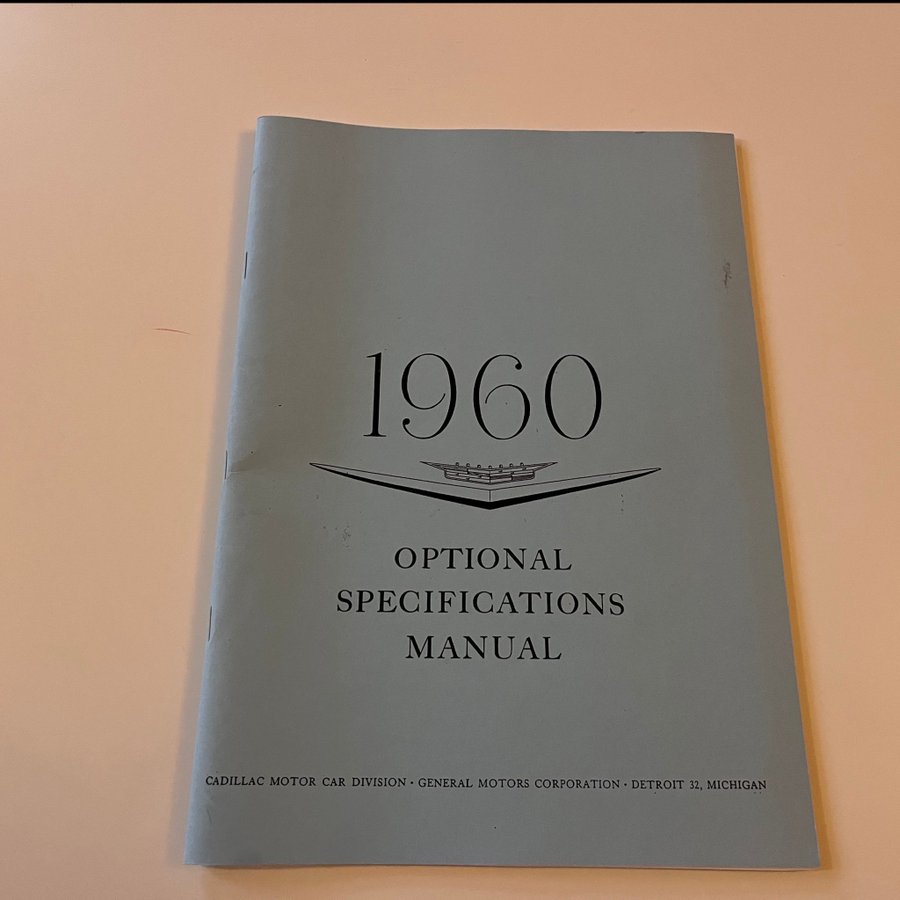 1960
OPTIONAL
SPECIFICATIONS
MANUAL
CADILLAC MOTOR CAR DIVISION · GENERAL MOTORS CORPORATION · DETROIT 32, MICHIGAN